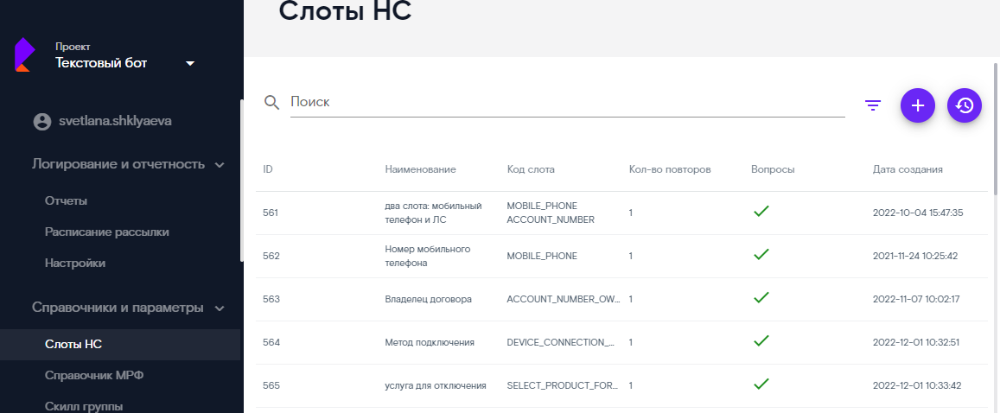 Слоты НС
Проект
Текстовый бот
svetlana.shklyaeva
Логирование и отчетность
Отчеты
Расписание рассылки
Настройки
Справочники и параметры
Слоты НС
Справочник МРФ
Скилл группы
Поиск
ID Наименование Код слота Кол-во повторов Вопросы Дата создания
561 два слота: мобильный телефон и ЛС MOBILE_PHONE ACCOUNT_NUMBER 1 2022-10-04 15:47:35
562 Номер мобильного телефона MOBILE_PHONE 1 2021-11-24 10:25:42
563 Владелец договора ACCOUNT_NUMBER_OW... 1 2022-11-07 10:02:17
564 Метод подключения DEVICE_CONNECTION_... 1 2022-12-01 10:32:51
565 услуга для отключения SELECT_PRODUCT_FOR... 1 2022-12-01 10:33:42